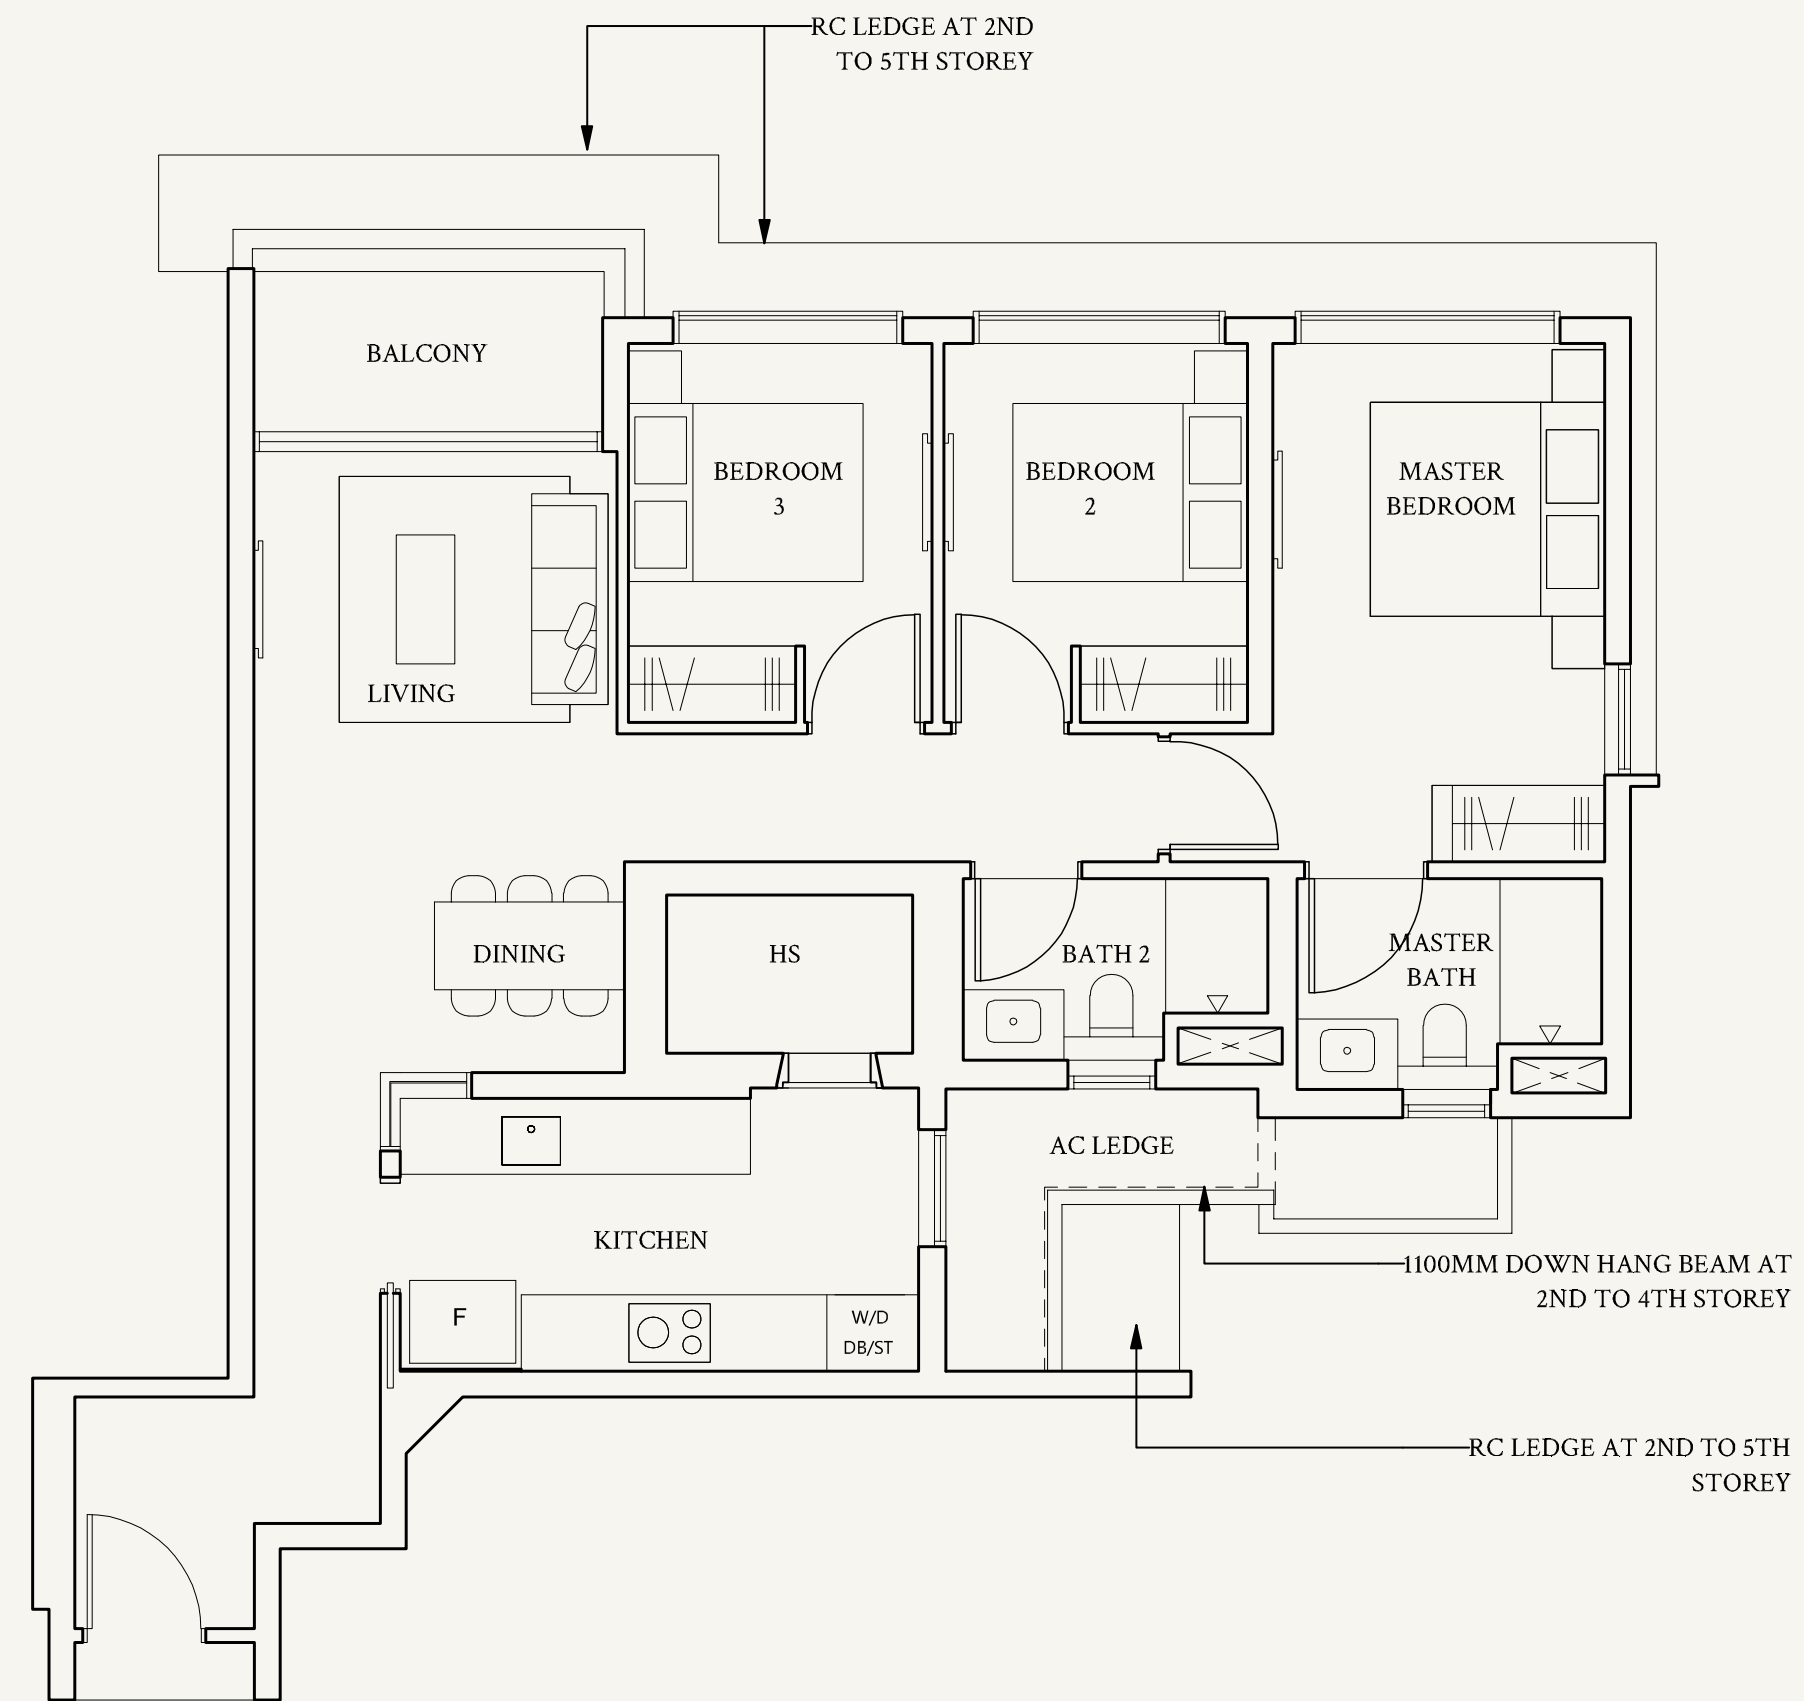 RC LEDGE AT 2ND
TO 5TH STOREY
BALCONY
BEDROOM
3
BEDROOM
2
MASTER
BEDROOM
LIVING
DINING
HS
BATH 2
MASTER
BATH
AC LEDGE
KITCHEN
1100MM DOWN HANG BEAM AT
2ND TO 4TH STOREY
F
W/D
DB/ST
RC LEDGE AT 2ND TO 5TH
STOREY